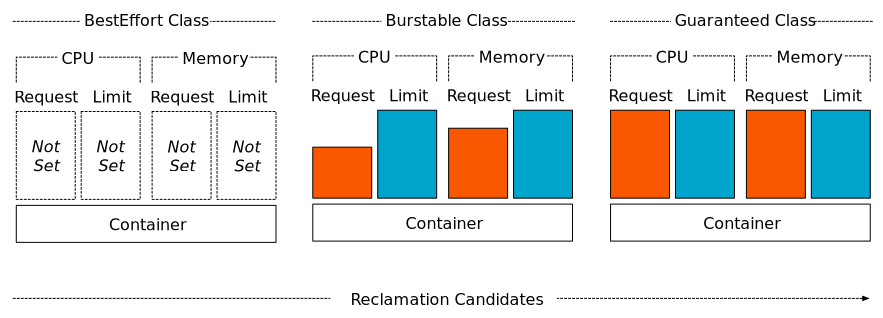 BestEffort Class
Burstable Class
Guaranteed Class
CPU
Memory
CPU
Memory
CPU
Memory
Request
Limit
Request
Limit
Request
Limit
Request
Limit
Request
Limit
Request
Limit
Not
Set
Not
Set
Not
Set
Not
Set
Container
Container
Container
Reclamation Candidates